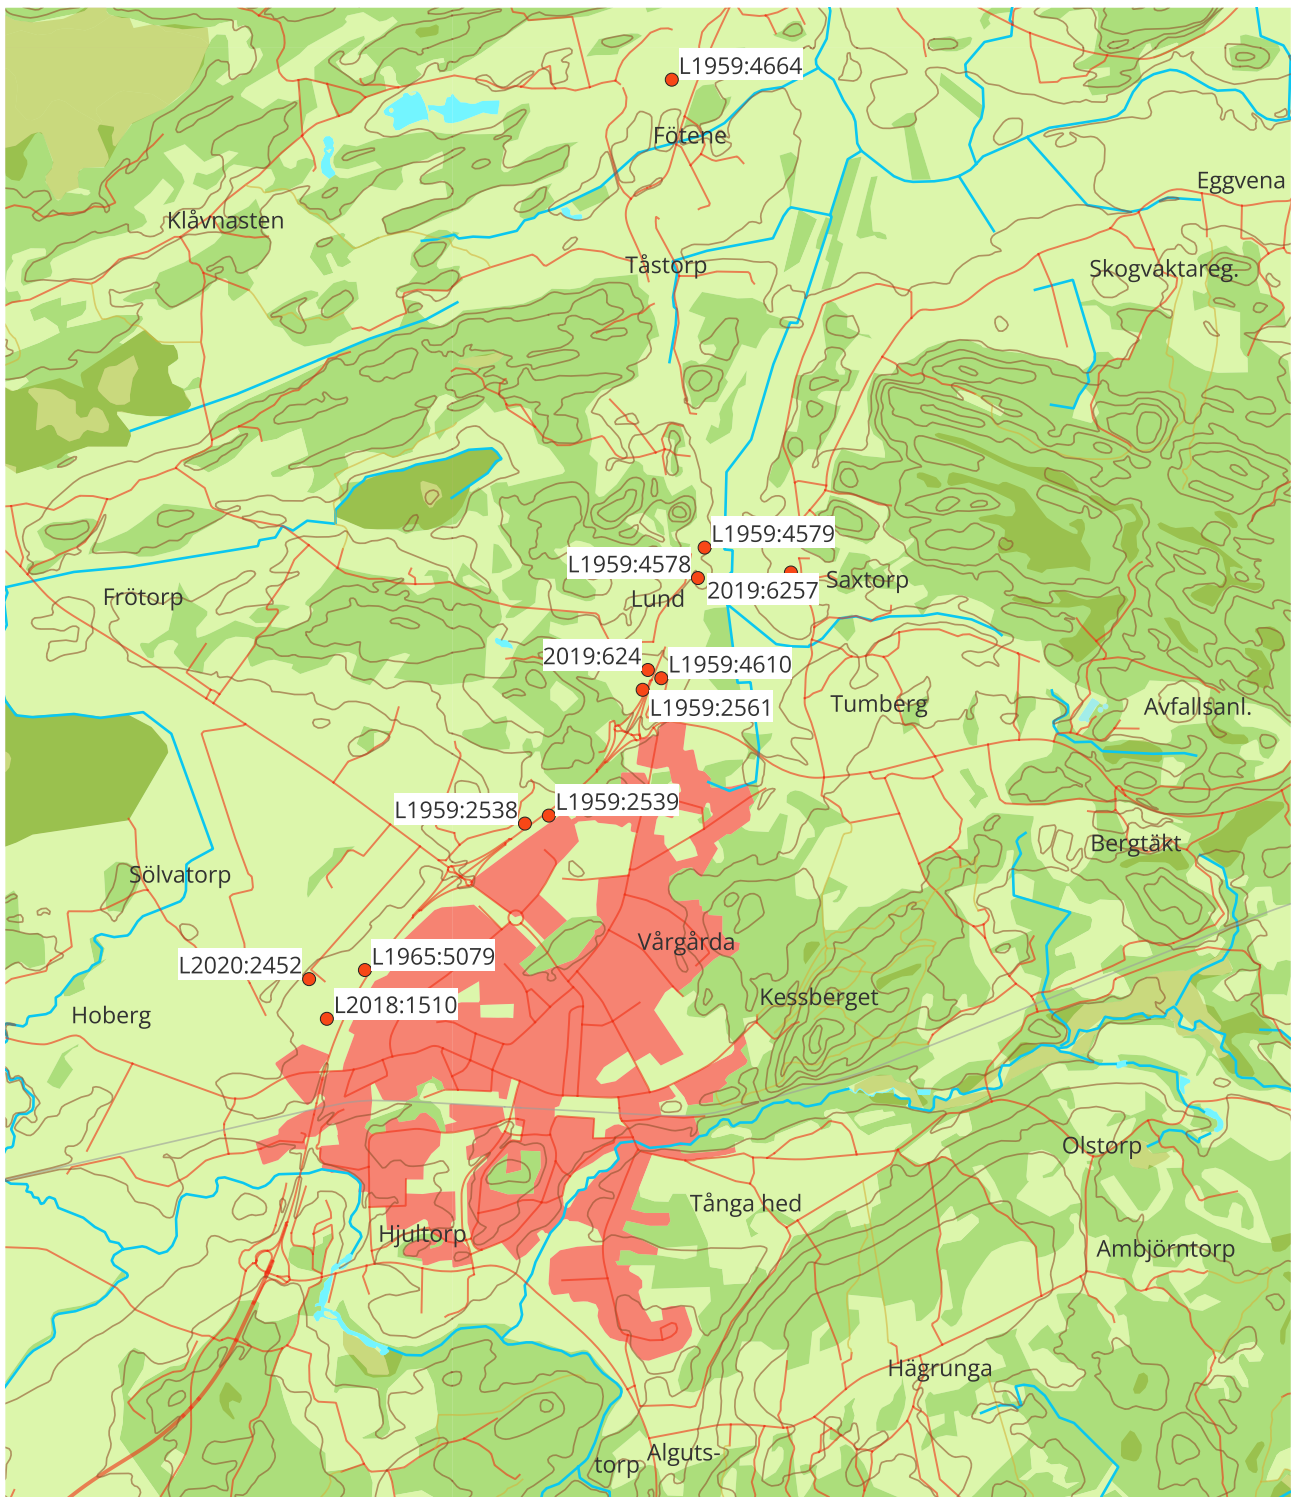 L1959:4664
Fötene
Eggvena
Klåvnasten
Tåstorp
Skogvaktareg.
L1959:4579
L1959:4578
Saxtorp
2019:6257
Frötorp
Lund
2019:624
L1959:4610
L1959:2561
Tumberg
Avfallsanl.
L1959:2539
L1959:2538
Bergtäkt
Sölvatorp
Vårgårda
L1965:5079
L2020:2452
Kessberget
L2018:1510
Hoberg
Olstorp
Tånga hed
Hjultorp
Ambjörntorp
Hägrunga
Alguts-
torp